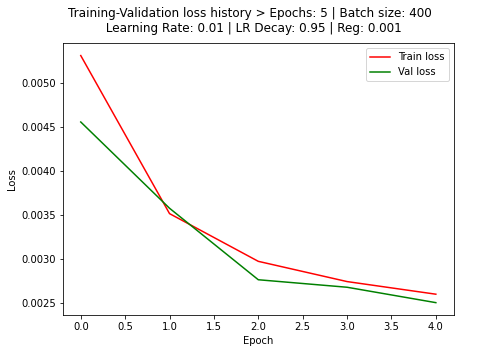 Training-Validation loss history > Epochs: 5 | Batch size: 400
Learning Rate: 0.01 | LR Decay: 0.95 | Reg: 0.001
Train loss
Val loss
0.0050
0.0045
0.0040
0.0035
0.0030
0.0025
Loss
0.0 0.5 1.0 1.5 2.0 2.5 3.0 3.5 4.0
Epoch